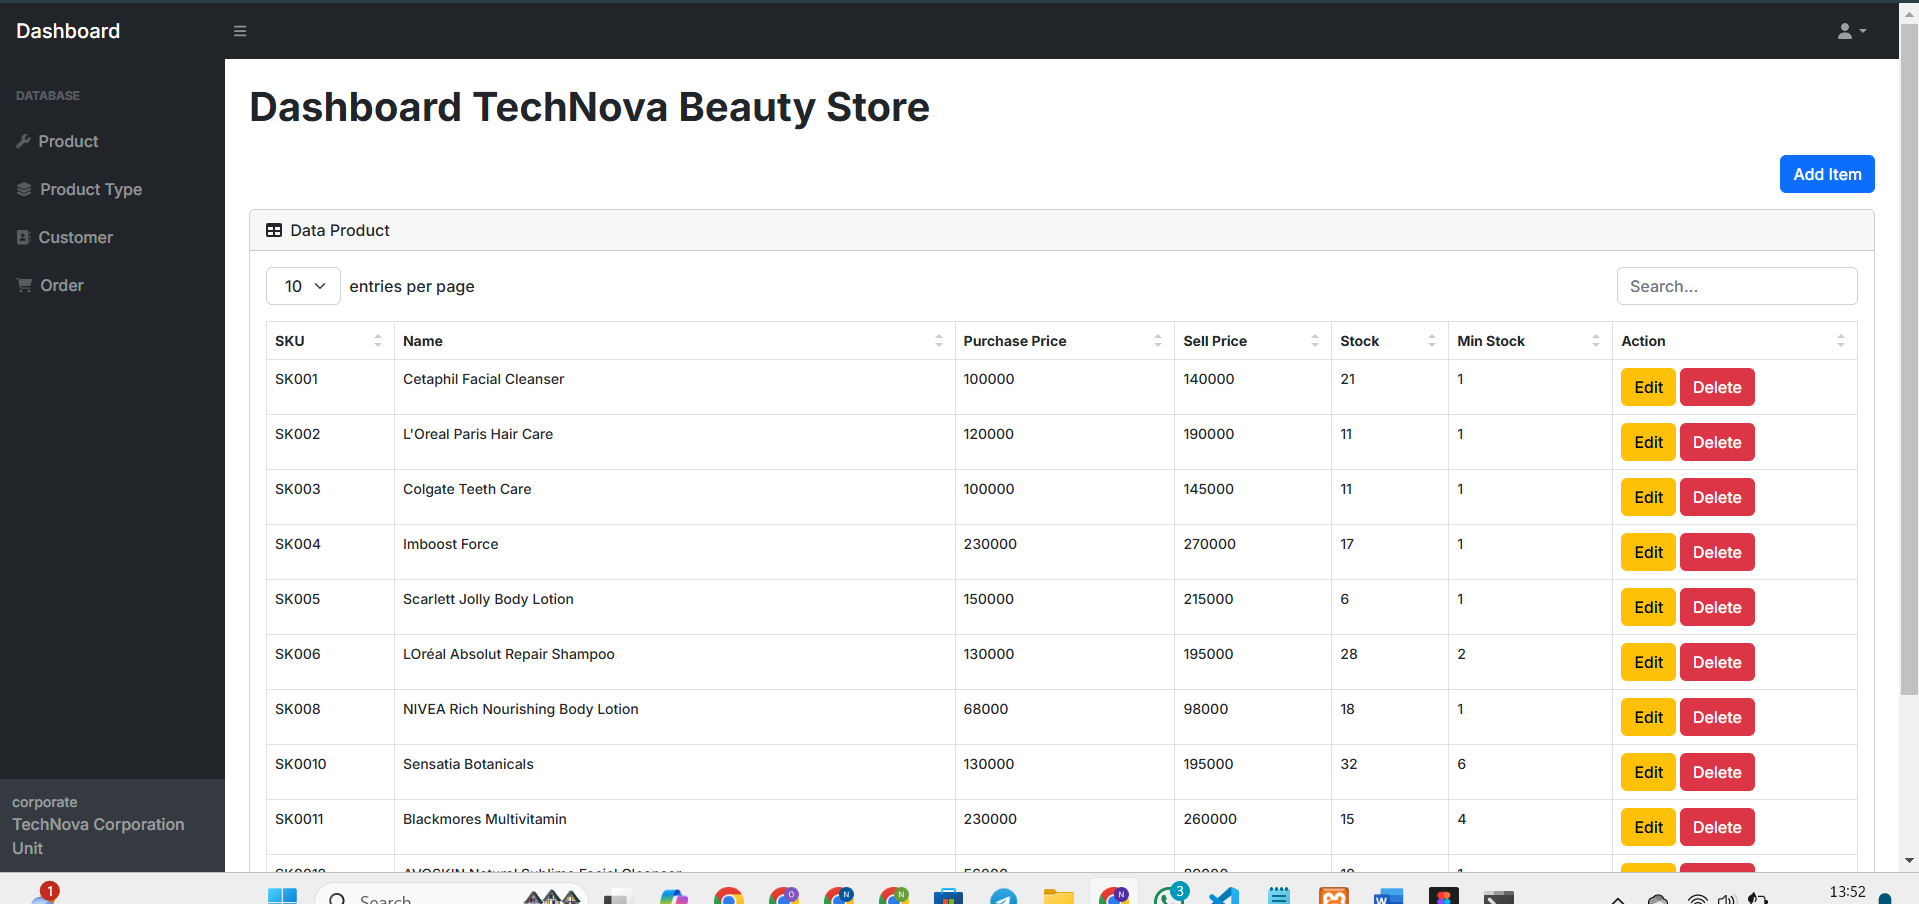 Dashboard
DATABASE
Product
Product Type
Customer
Order
corporate
TechNova Corporation
Unit
Dashboard TechNova Beauty Store
Add Item
Data Product
10 entries per page Search...
SKU Name Purchase Price Sell Price Stock Min Stock Action
SK001 Cetaphil Facial Cleanser 100000 140000 21 1 Edit Delete
SK002 L'Oreal Paris Hair Care 120000 190000 11 1 Edit Delete
SK003 Colgate Teeth Care 100000 145000 11 1 Edit Delete
SK004 Imboost Force 230000 270000 17 1 Edit Delete
SK005 Scarlett Jolly Body Lotion 150000 215000 6 1 Edit Delete
SK006 LOréal Absolut Repair Shampoo 130000 195000 28 2 Edit Delete
SK008 NIVEA Rich Nourishing Body Lotion 68000 98000 18 1 Edit Delete
SK0010 Sensatia Botanicals 130000 195000 32 6 Edit Delete
SK0011 Blackmores Multivitamin 230000 260000 15 4 Edit Delete
AVOSKIN Natural Sublime Facial Cleanser
1 Search O N N N 3 13:52